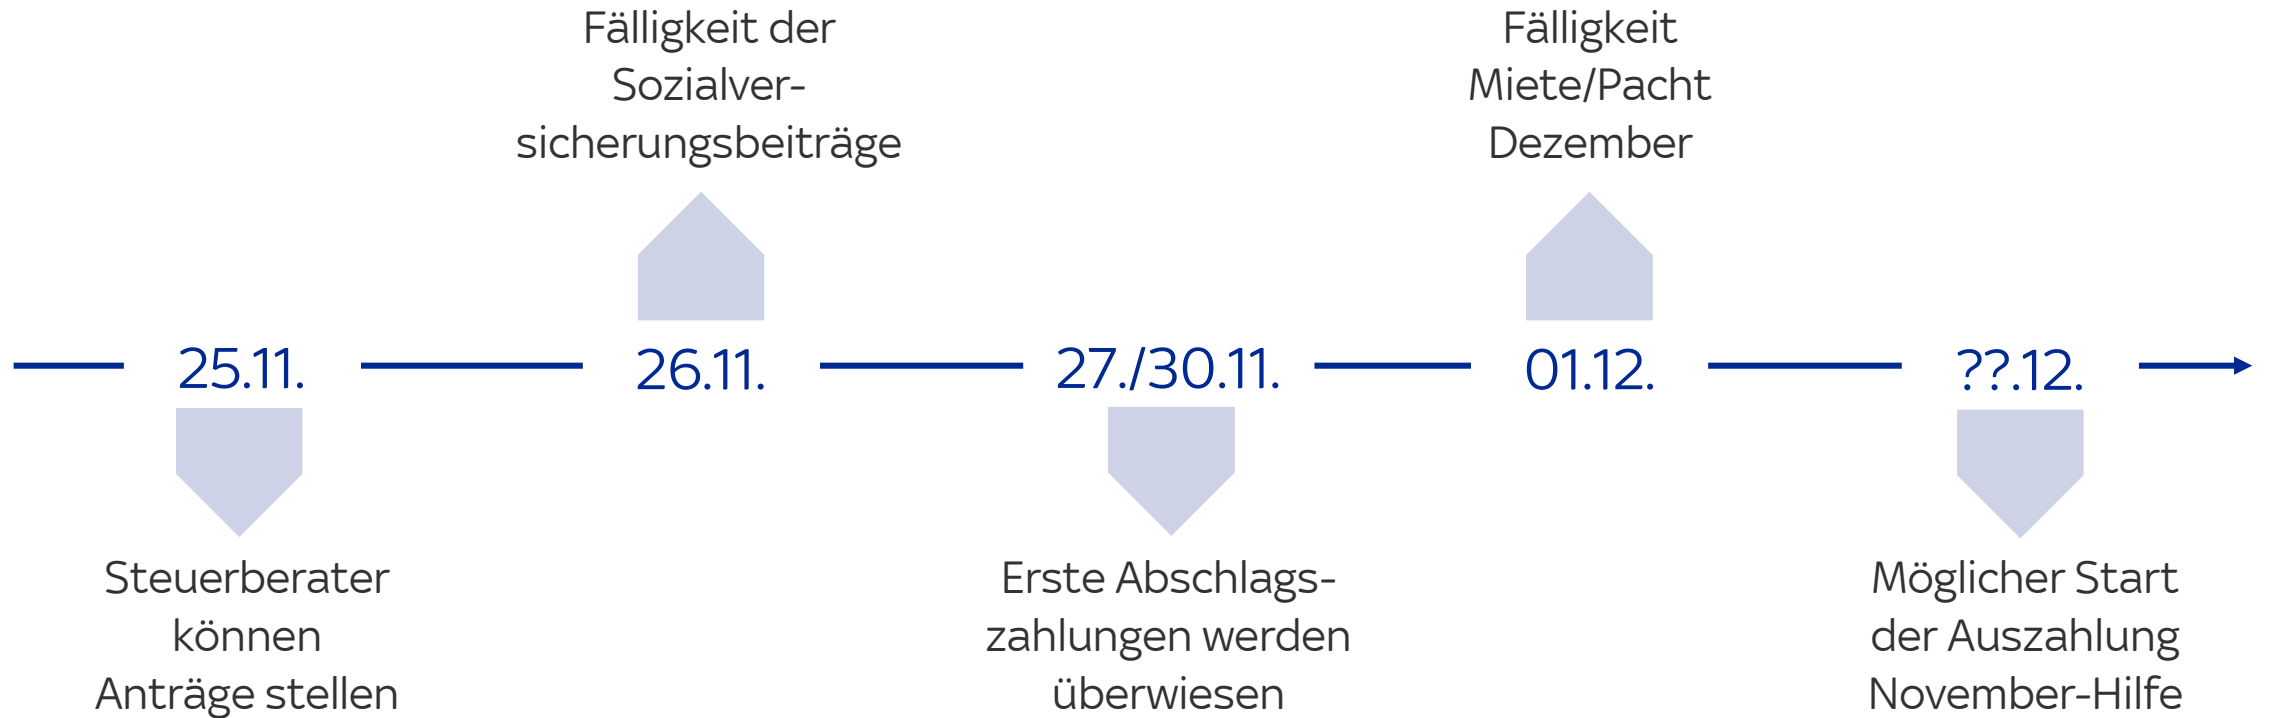 Fälligkeit der
Sozialver-
sicherungsbeiträge
Fälligkeit
Miete/Pacht
Dezember
25.11.
26.11.
27./30.11.
01.12.
??.12.
Steuerberater
können
Anträge stellen
Erste Abschlags-
zahlungen werden
überwiesen
Möglicher Start
der Auszahlung
November-Hilfe